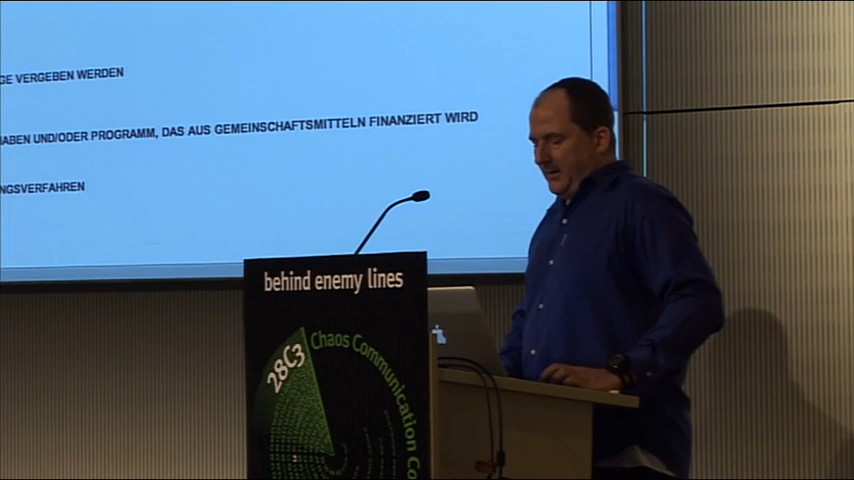 GE VERGEBEN WERDEN
HABEN UND/ODER PROGRAMM, DAS AUS GEMEINSCHAFTSMITTELN FINANZIERT WIRD
NGSVERFAHREN
behind enemy lines
28C3
Chaos Communication Co